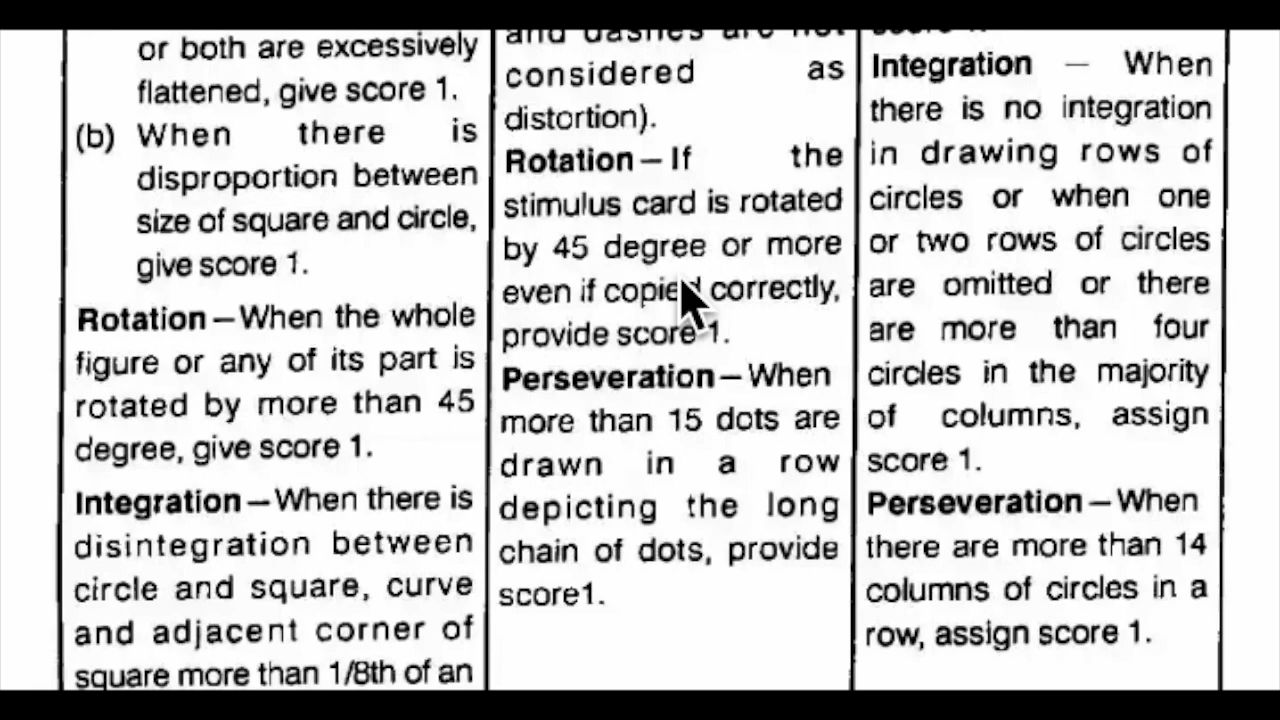 or both are excessively
flattened, give score 1.
(b) When there is
disproportion between
size of square and circle,
give score 1.
Rotation – When the whole
figure or any of its part is
rotated by more than 45
degree, give score 1.
Integration – When there is
disintegration between
circle and square, curve
and adjacent corner of
square more than 1/8th of an
and dashes are not
considered as
distortion).
Rotation – If the
stimulus card is rotated
by 45 degree or more
even if copied correctly,
provide score 1.
Perseveration – When
more than 15 dots are
drawn in a row
depicting the long
chain of dots, provide
score1.
Integration – When
there is no integration
in drawing rows of
circles or when one
or two rows of circles
are omitted or there
are more than four
circles in the majority
of columns, assign
score 1.
Perseveration – When
there are more than 14
columns of circles in a
row, assign score 1.